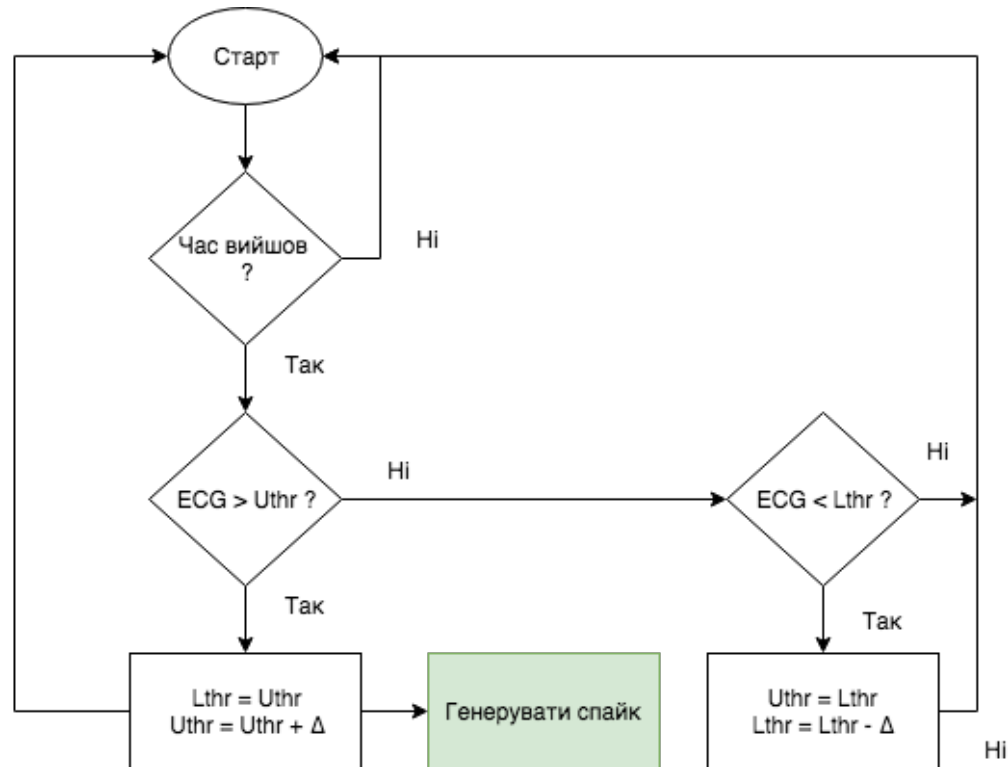 Старт
Час вийшов
?
Ні
Так
ECG > Uthr ?
Ні
ECG < Lthr ?
Ні
Так
Так
Lthr = Uthr
Uthr = Uthr + Δ
Генерувати спайк
Uthr = Lthr
Lthr = Lthr - Δ
Ні